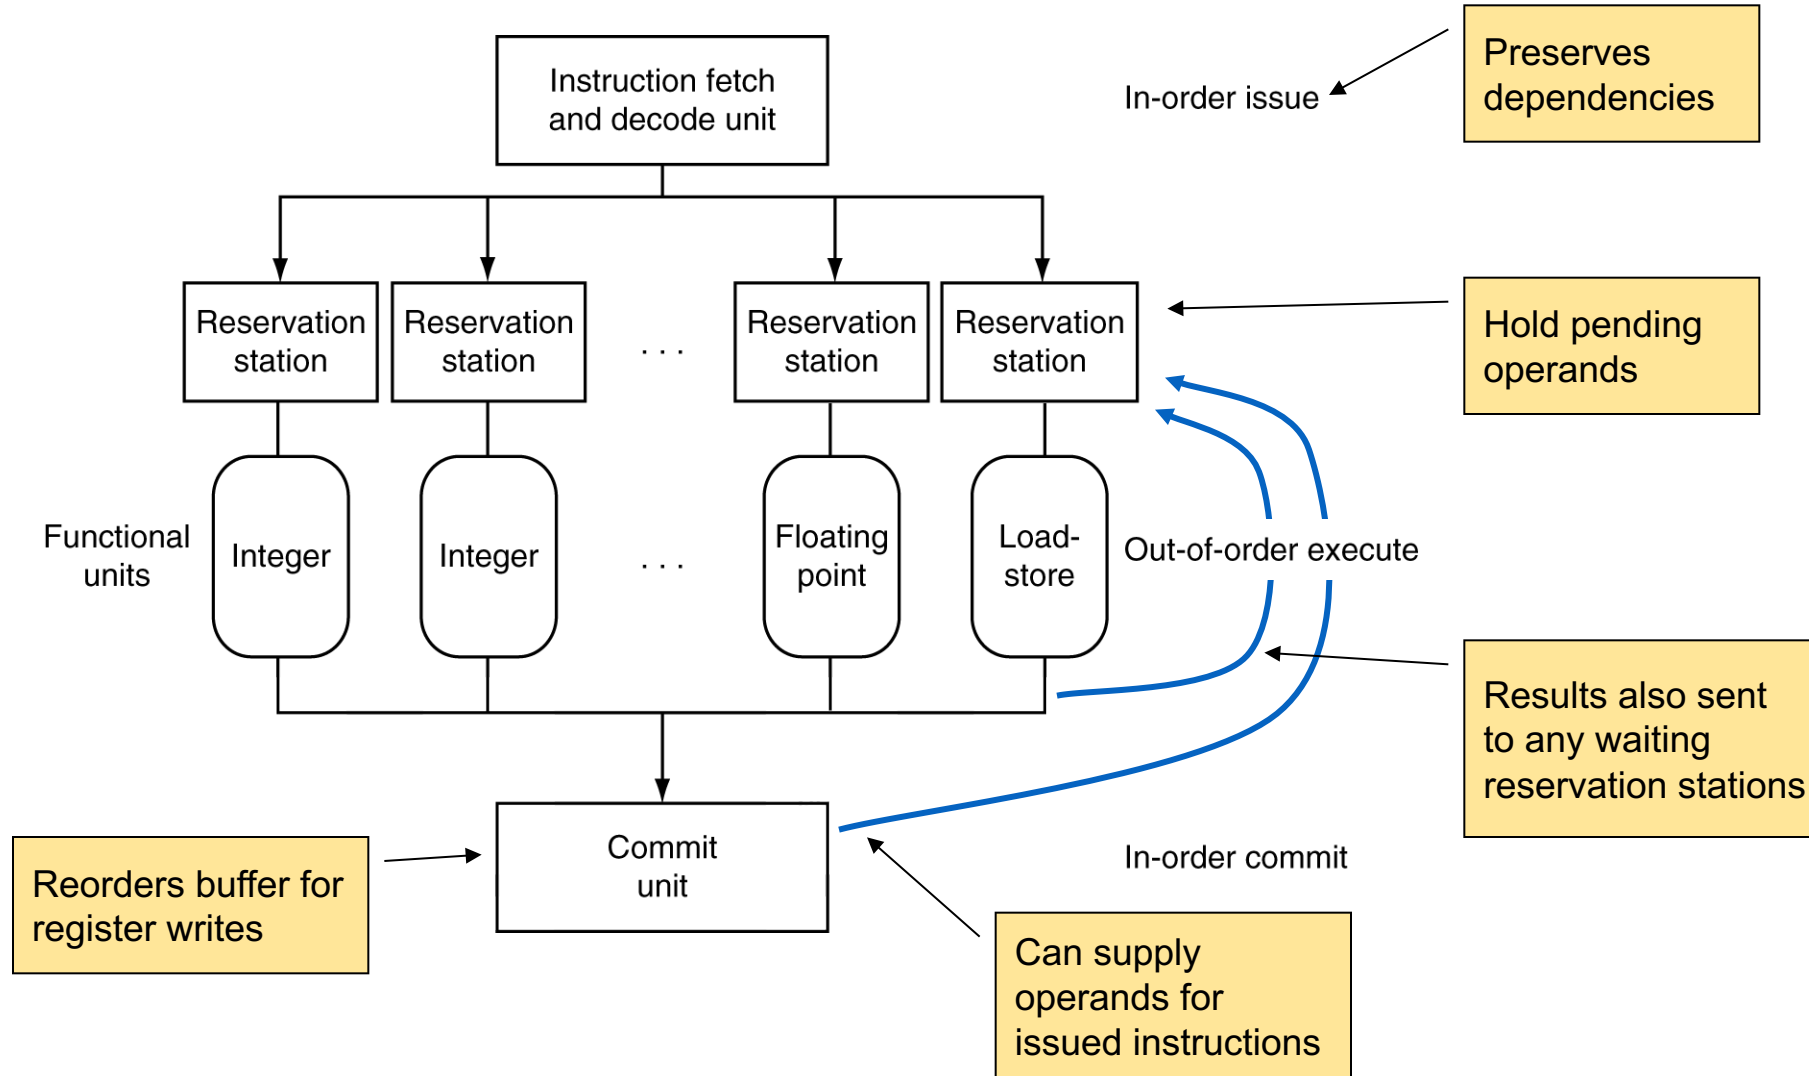 Instruction fetch
and decode unit
In-order issue
Preserves
dependencies
Reservation
station
Reservation
station
. . .
Reservation
station
Reservation
station
Hold pending
operands
Functional
units
Integer
Integer
. . .
Floating
point
Load-
store
Out-of-order execute
Results also sent
to any waiting
reservation stations
Commit
unit
In-order commit
Reorders buffer for
register writes
Can supply
operands for
issued instructions